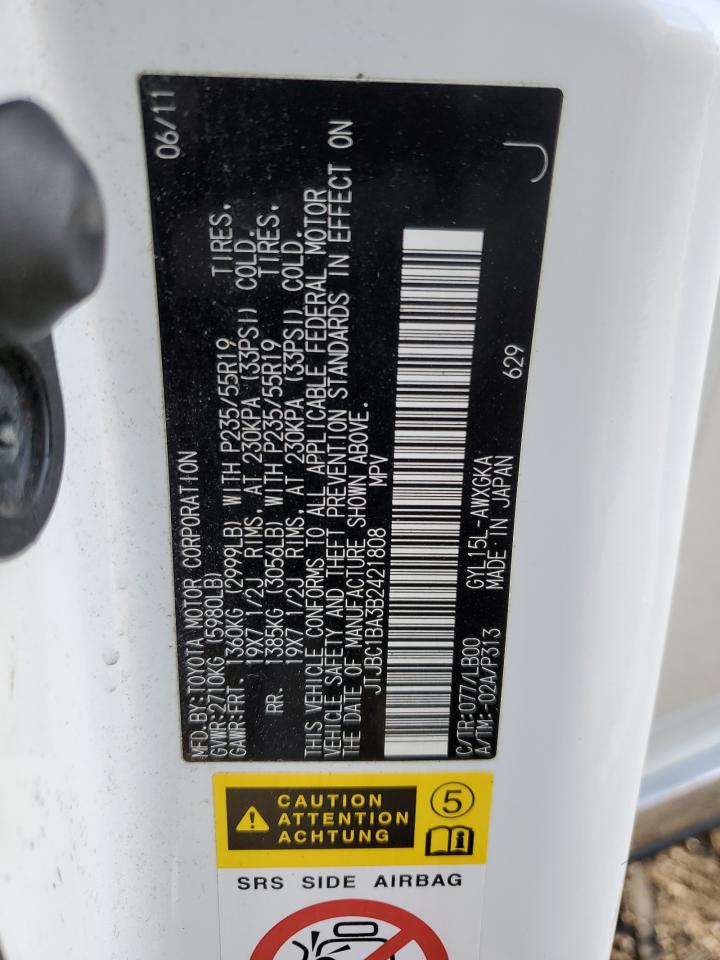 MFD.BY:TOYOTA MOTOR CORPORATION 06/11
GVWR:2710KG (5980LB)
GAWR:FRT. 1360KG (2999LB) WITH P235/55R19 TIRES.
19X7 1/2J RIMS, AT 230KPA (33PSI) COLD.
RR. 1385KG (3056LB) WITH P235/55R19 TIRES.
19X7 1/2J RIMS, AT 230KPA (33PSI) COLD.
THIS VEHICLE CONFORMS TO ALL APPLICABLE FEDERAL MOTOR
VEHICLE SAFETY AND THEFT PREVENTION STANDARDS IN EFFECT ON
THE DATE OF MANUFACTURE SHOWN ABOVE.
JTJBC1BA3B2421808 MPV
C/TR:077/LB00 GYL15L-AWXGKA 629
A/TM:-02A/P313 MADE IN JAPAN
J
CAUTION
ATTENTION
ACHTUNG
5
SRS SIDE AIRBAG